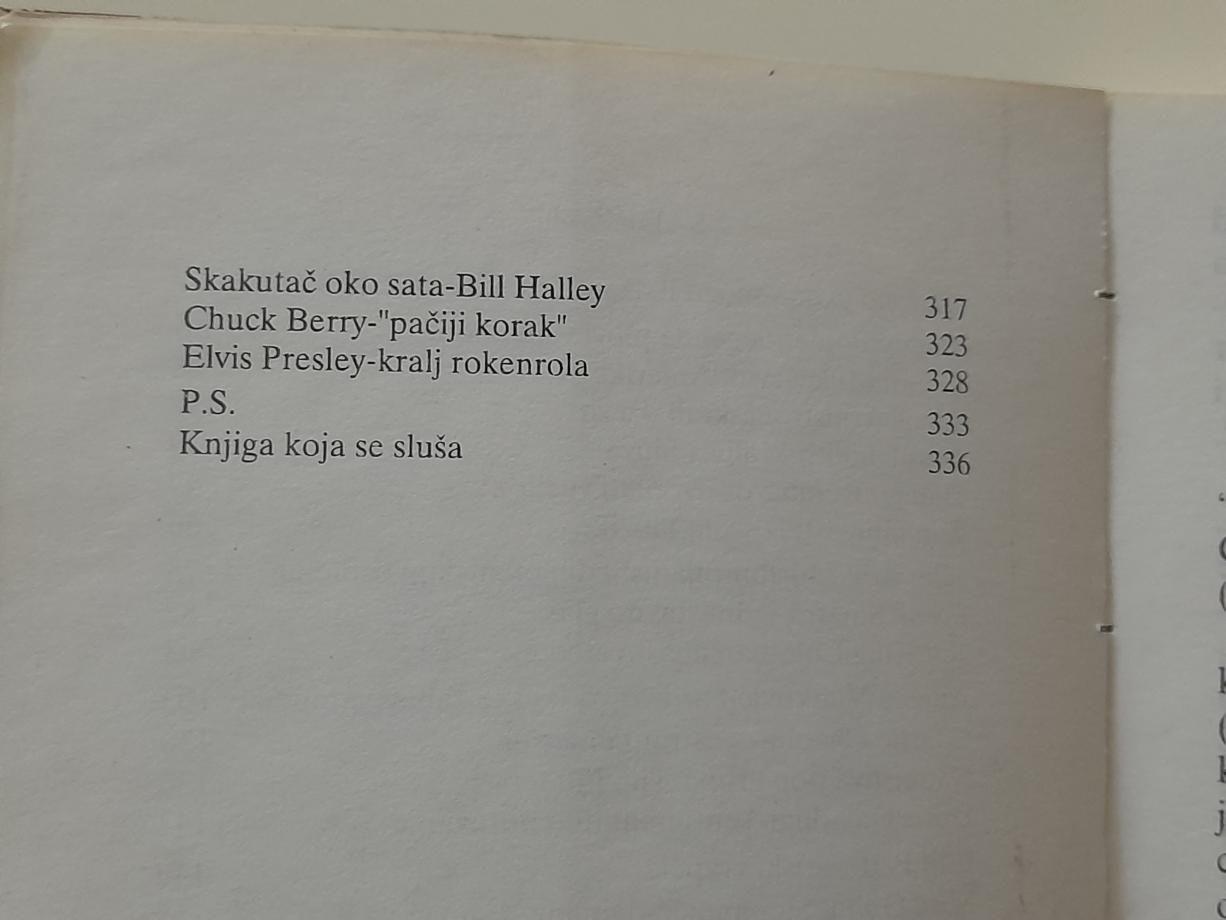 Skakutač oko sata-Bill Halley 317
Chuck Berry-"pačiji korak" 323
Elvis Presley-kralj rokenrola 328
P.S. 333
Knjiga koja se sluša 336